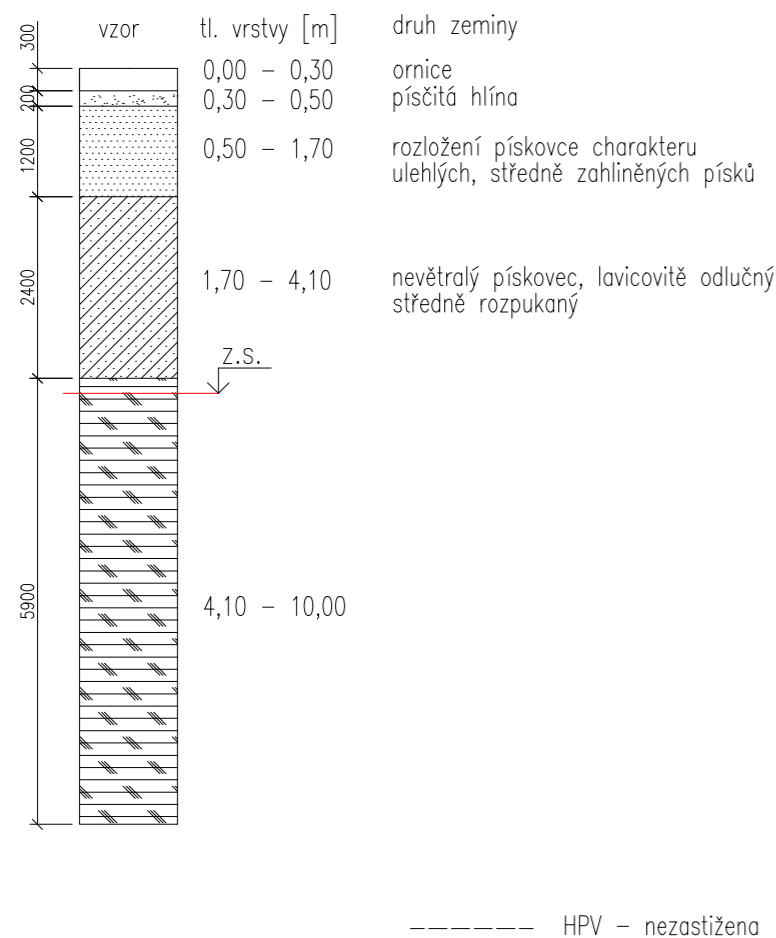 vzor tl. vrstvy [m] druh zeminy
300
0,00 – 0,30 ornice
200
0,30 – 0,50 písčitá hlína
1200
0,50 – 1,70 rozložení pískovce charakteru
ulehlých, středně zahliněných písků
2400
1,70 – 4,10 nevětralý pískovec, lavicovitě odlučný
středně rozpukaný
Z.S.
5900
4,10 – 10,00
HPV – nezastižena